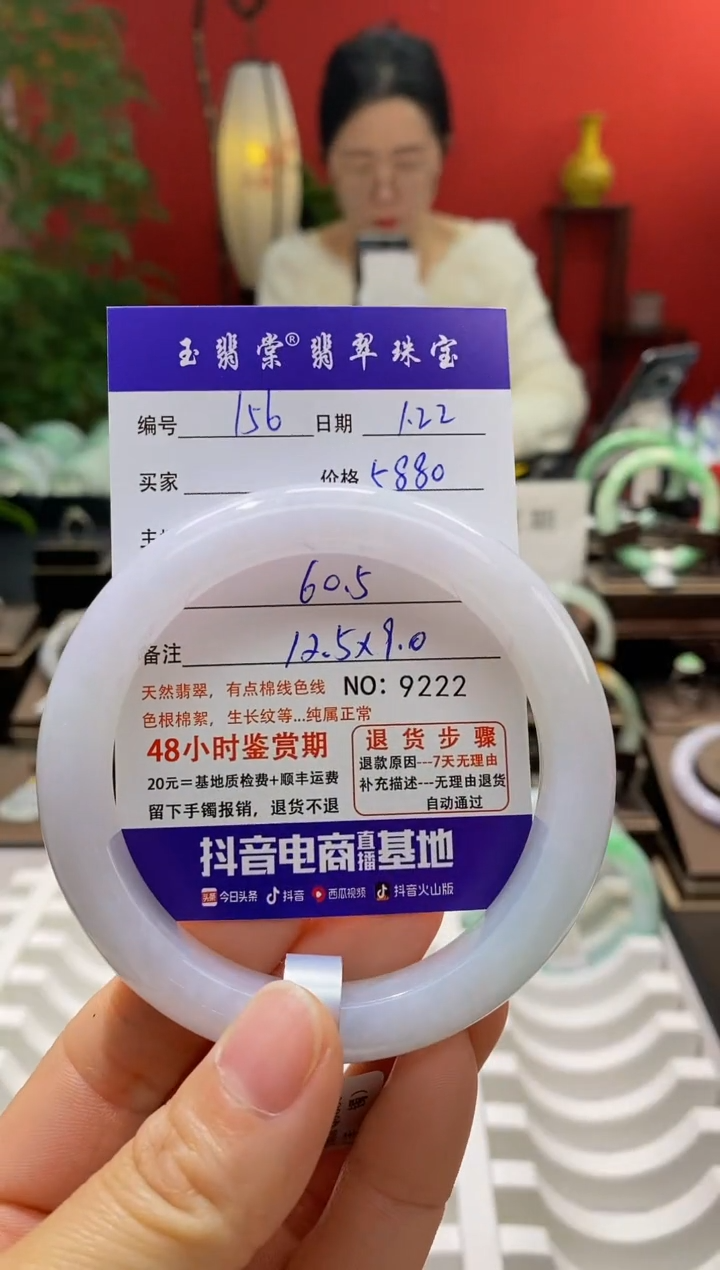 玉翡棠®翡翠珠宝
编号 156 日期 1.22
买家 价格 5880
主
60.5
备注 12.5x9.0
天然翡翠，有点棉线色线 NO: 9222
色根棉絮，生长纹等...纯属正常
48小时鉴赏期
20元=基地质检费+顺丰运费
留下手镯报销，退货不退
退货步骤
退款原因---7天无理由
补充描述---无理由退货
自动通过
抖音电商直播基地
头条 今日头条 抖音 西瓜视频 抖音火山版